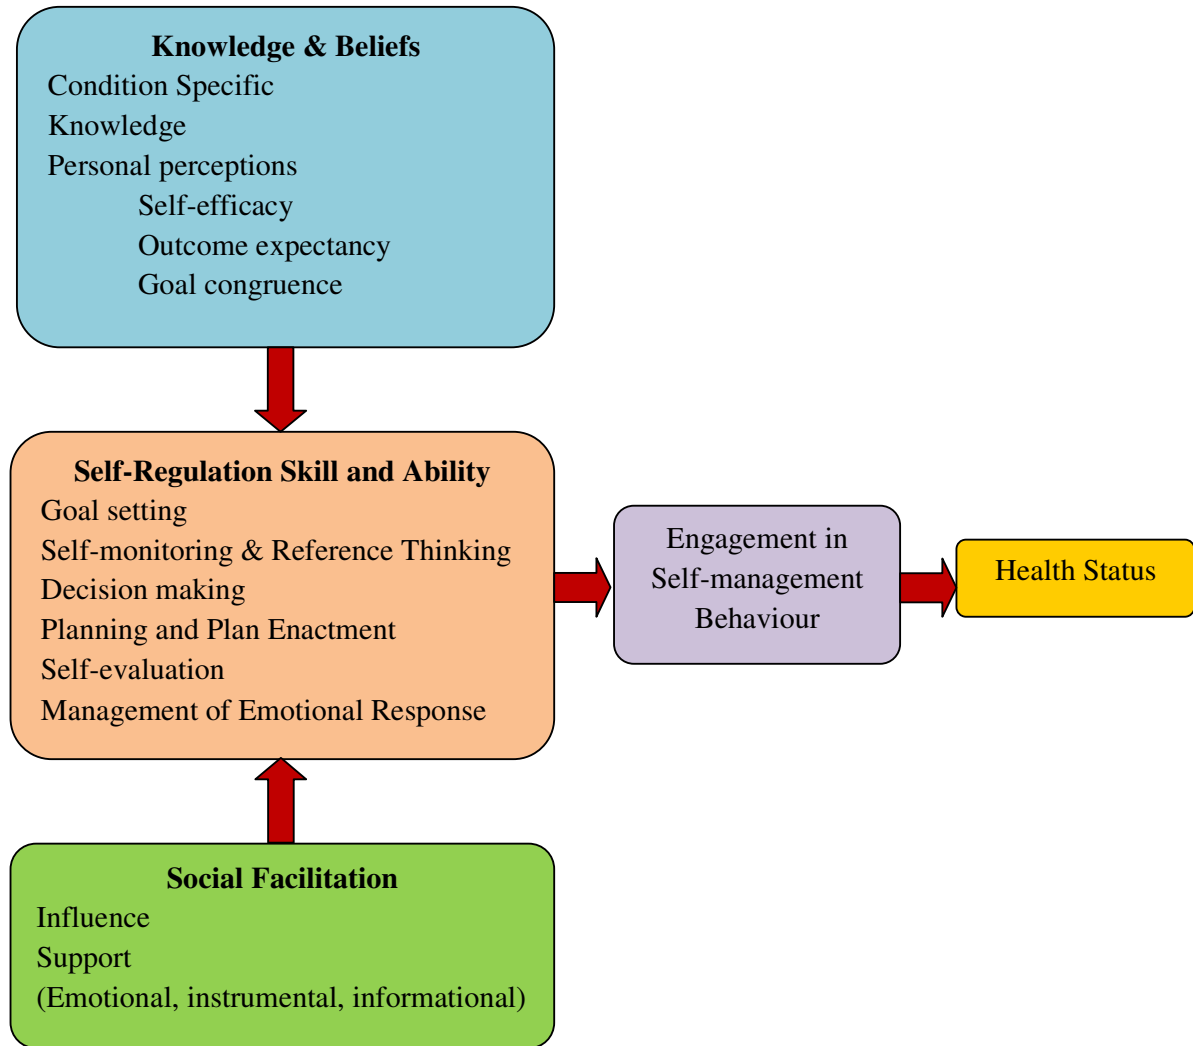 Knowledge & Beliefs
Condition Specific
Knowledge
Personal perceptions
Self-efficacy
Outcome expectancy
Goal congruence
Self-Regulation Skill and Ability
Goal setting
Self-monitoring & Reference Thinking
Decision making
Planning and Plan Enactment
Self-evaluation
Management of Emotional Response
Engagement in
Self-management
Behaviour
Health Status
Social Facilitation
Influence
Support
(Emotional, instrumental, informational)